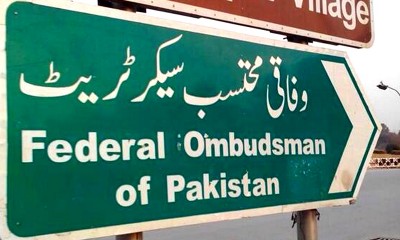 Village
وفاقی محتسب سیکرٹریٹ
Federal Ombudsman
of Pakistan